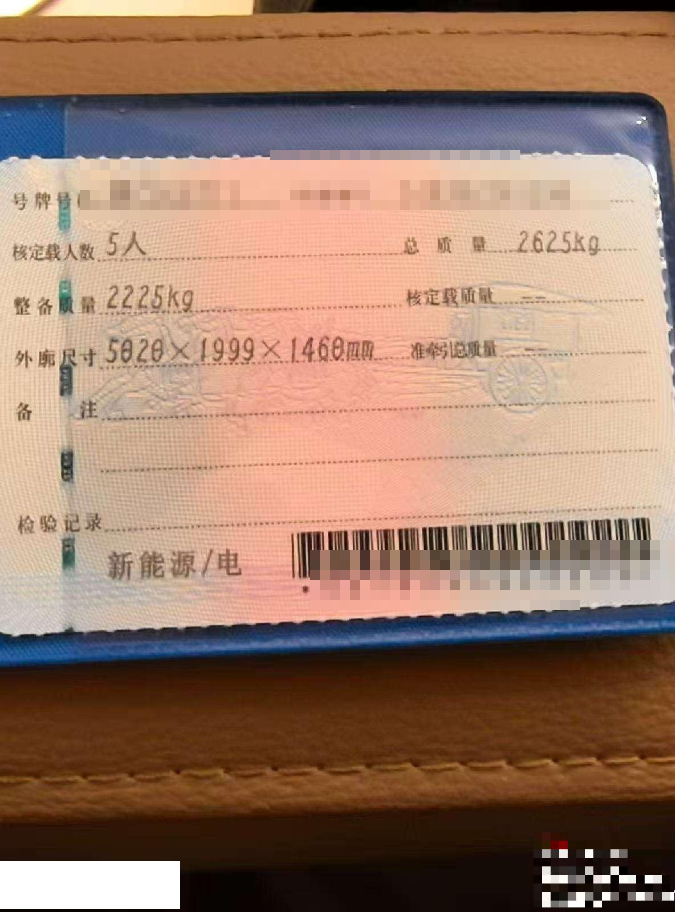 号牌号
核定载人数 5人 总质量 2625kg
整备质量 2225kg 核定载质量 --
外廓尺寸 5020×1999×1460mm 准牵引总质量 --
备注
检验记录
新能源/电